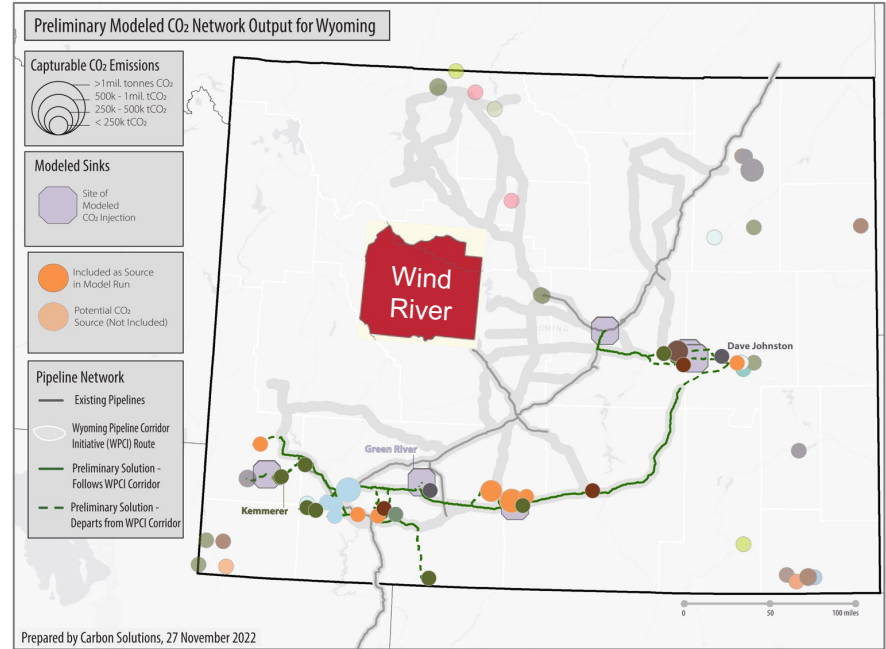 Preliminary Modeled CO₂ Network Output for Wyoming
Capturable CO₂ Emissions
>1mil. tonnes CO₂
500k - 1mil. tCO₂
250k - 500k tCO₂
< 250k tCO₂
Modeled Sinks
Site of
Modeled
CO₂ Injection
Included as Source
in Model Run
Potential CO₂
Source (Not Included)
Pipeline Network
Existing Pipelines
Wyoming Pipeline Corridor
Initiative (WPCI) Route
Preliminary Solution -
Follows WPCI Corridor
Preliminary Solution -
Departs from WPCI Corridor
Wind
River
Dave Johnston
Green River
Kemmerer
0
50
100 miles
Prepared by Carbon Solutions, 27 November 2022